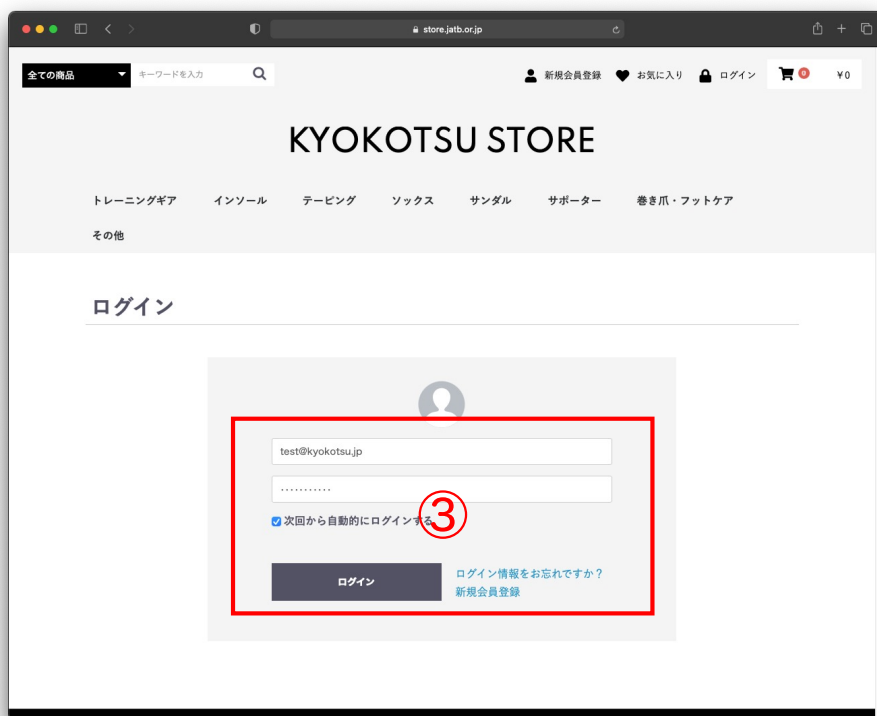 store.jatb.or.jp
全ての商品 キーワードを入力 新規会員登録 お気に入り ログイン 0 ¥0
KYOKOTSU STORE
トレーニングギア インソール テーピング ソックス サンダル サポーター 巻き爪・フットケア
その他
ログイン
test@kyokotsu.jp
...........
次回から自動的にログインする
③
ログイン ログイン情報をお忘れですか?
新規会員登録